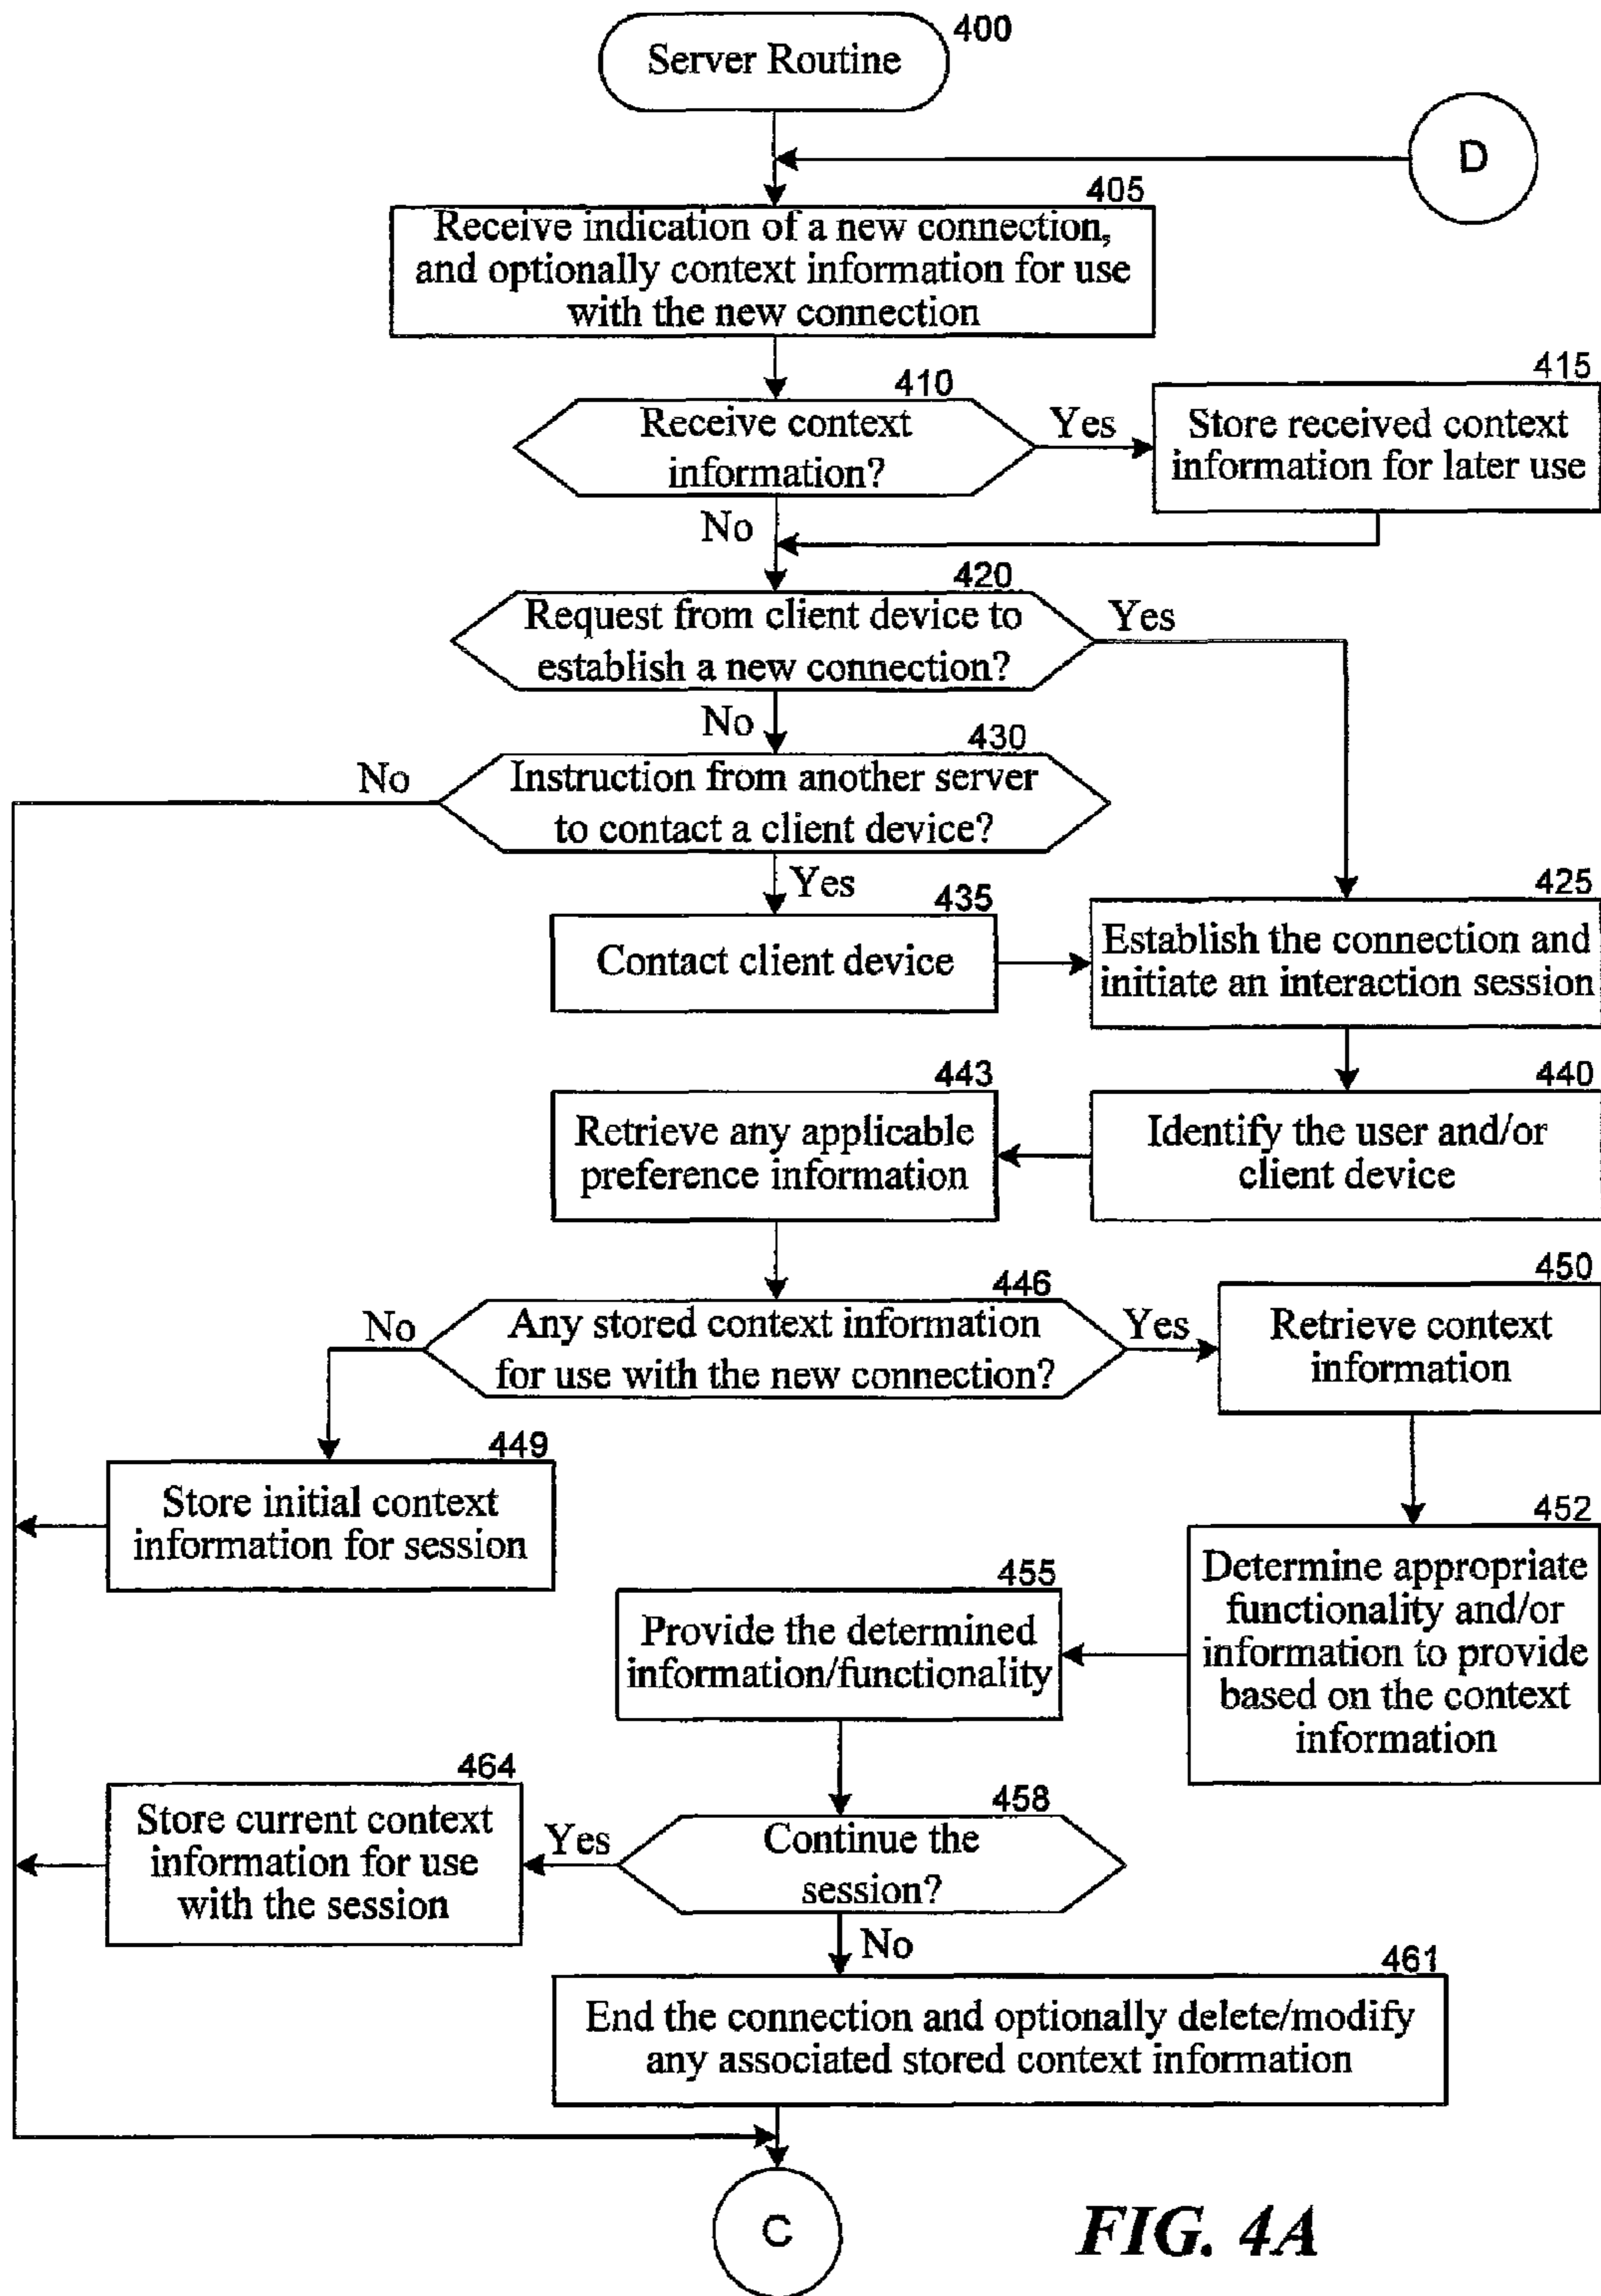 400
Server Routine
D
405
Receive indication of a new connection,
and optionally context information for use
with the new connection
410
Receive context
information?
Yes
415
Store received context
information for later use
No
420
Request from client device to
establish a new connection?
Yes
No
430
Instruction from another server
to contact a client device?
No
Yes
435
Contact client device
425
Establish the connection and
initiate an interaction session
443
Retrieve any applicable
preference information
440
Identify the user and/or
client device
446
Any stored context information
for use with the new connection?
No
Yes
450
Retrieve context
information
449
Store initial context
information for session
452
Determine appropriate
functionality and/or
information to provide
based on the context
information
455
Provide the determined
information/functionality
464
Store current context
information for use
with the session
Yes
458
Continue the
session?
No
461
End the connection and optionally delete/modify
any associated stored context information
C
FIG. 4A